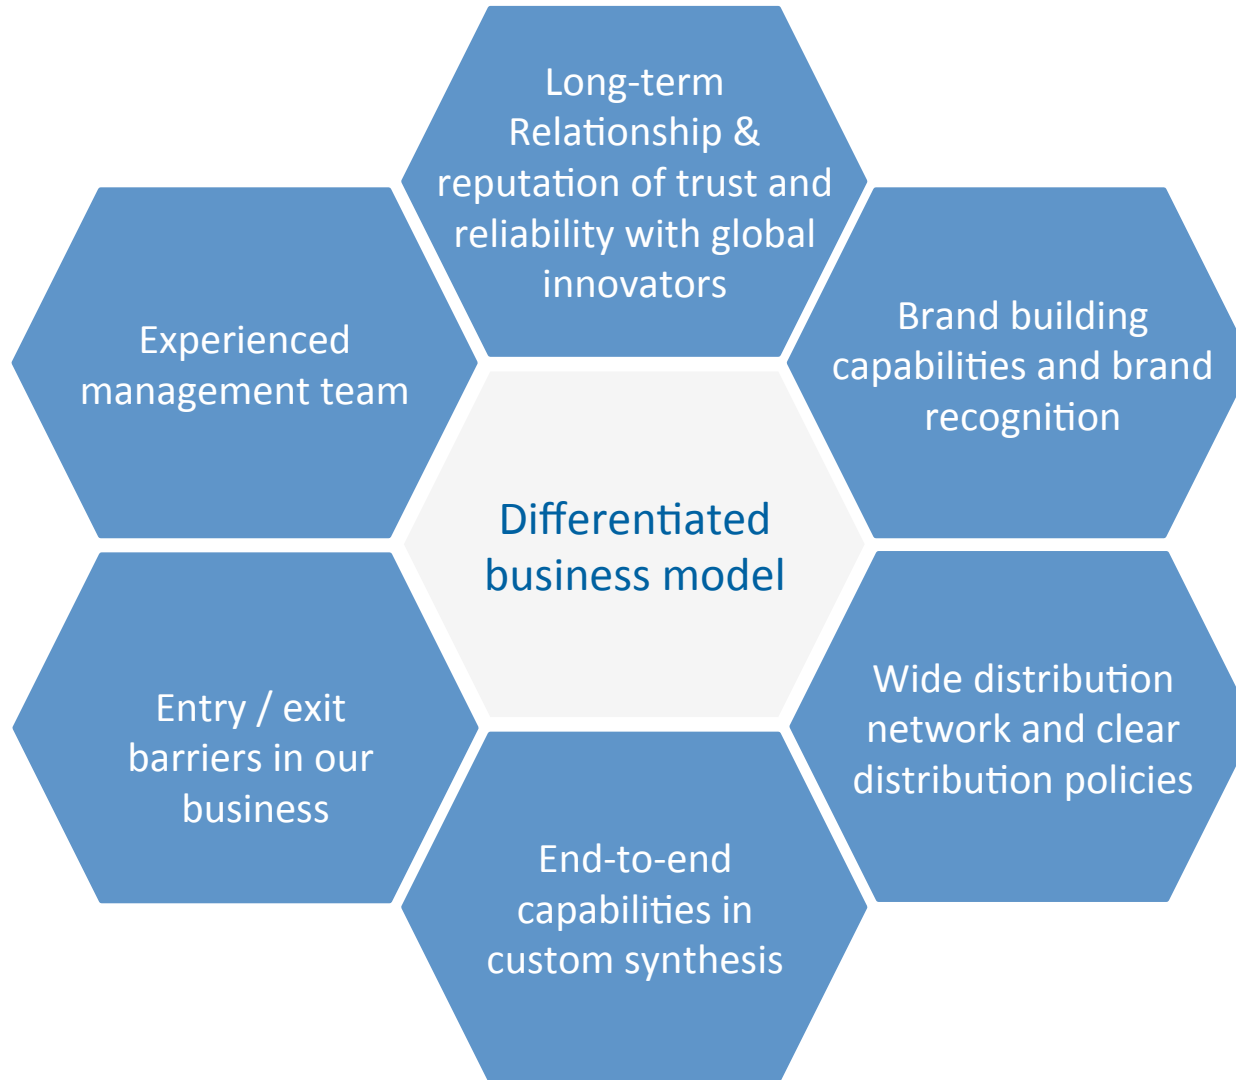 Long-term
Relationship &
reputation of trust and
reliability with global
innovators
Experienced
management team
Brand building
capabilities and brand
recognition
Differentiated
business model
Entry / exit
barriers in our
business
Wide distribution
network and clear
distribution policies
End-to-end
capabilities in
custom synthesis